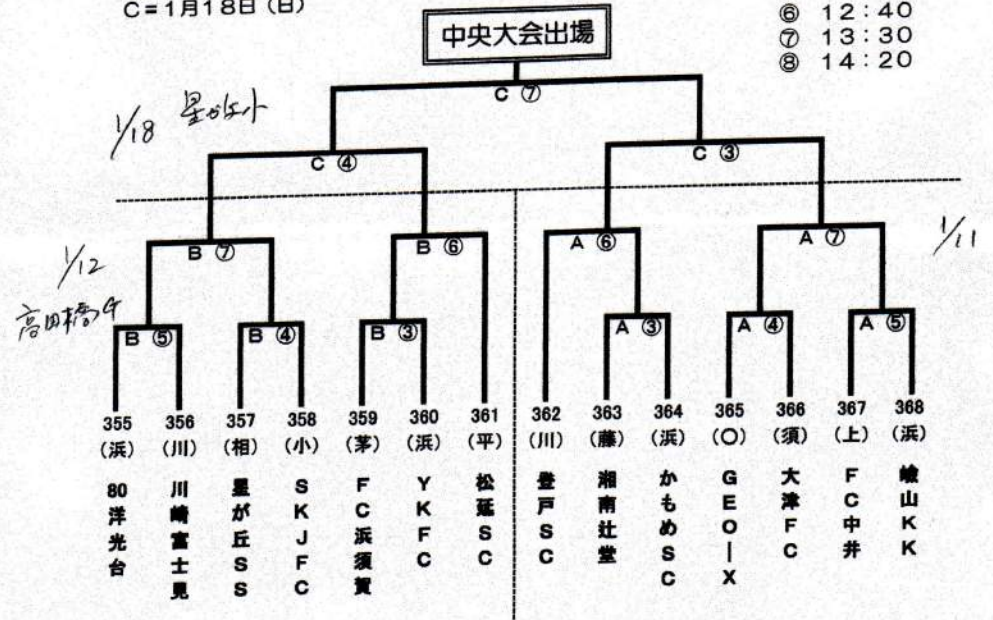 C=1月18日(日)
⑥ 12:40
⑦ 13:30
⑧ 14:20
中央大会出場
C ⑦
1/18 星が丘小
C ④
C ③
1/12
B ⑦
B ⑥
A ⑥
A ⑦
1/11
高田橋G
B ⑤
B ④
B ③
A ③
A ④
A ⑤
355 356 357 358 359 360 361 362 363 364 365 366 367 368
(浜) (川) (相) (小) (茅) (浜) (平) (川) (藤) (浜) (〇) (須) (上) (浜)
80洋光台
川崎富士見
星が丘SS
SKJFC
FC浜須賀
YKFC
松延SC
登戸SC
湘南辻堂
かもめSC
GEO-X
大津FC
FC中井
嶮山KK